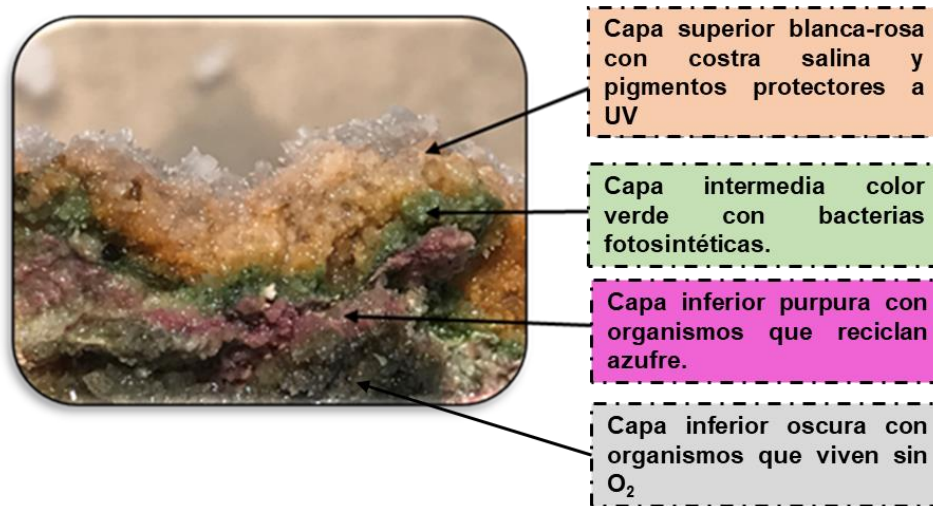 Capa superior blanca-rosa
con costra salina y
pigmentos protectores a
UV
Capa intermedia color
verde con bacterias
fotosintéticas.
Capa inferior purpura con
organismos que reciclan
azufre.
Capa inferior oscura con
organismos que viven sin
O₂